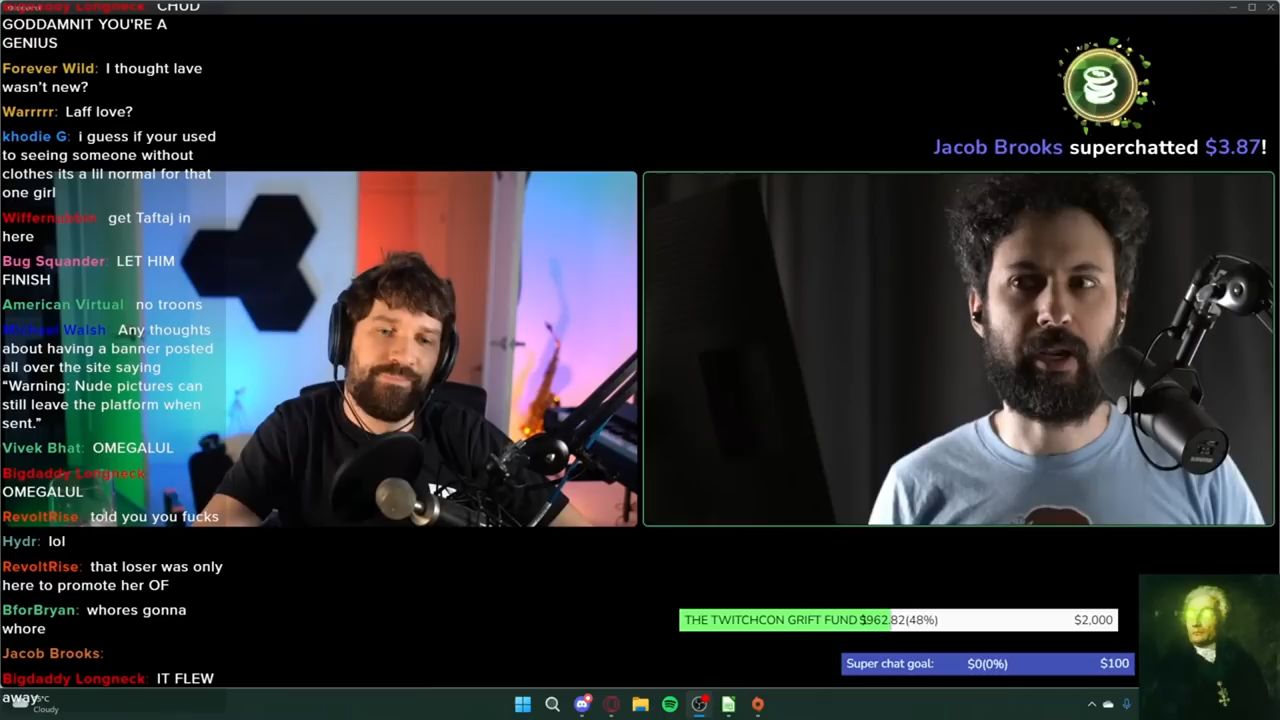 Bigdaddy Longneck: CHUD
GODDAMNIT YOU'RE A
GENIUS
Forever Wild: I thought lave
wasn't new?
Warrrrr: Laff love?
khodie G: i guess if your used
to seeing someone without
clothes its a lil normal for that
one girl
Wiffernubbin: get Taftaj in
here
Bug Squander: LET HIM
FINISH
American Virtual: no troons
Michael Walsh: Any thoughts
about having a banner posted
all over the site saying
“Warning: Nude pictures can
still leave the platform when
sent.”
Vivek Bhat: OMEGALUL
Bigdaddy Longneck:
OMEGALUL
RevoltRise: told you you fucks
Hydr: lol
RevoltRise: that loser was only
here to promote her OF
BforBryan: whores gonna
whore
Jacob Brooks:
Bigdaddy Longneck: IT FLEW
away
Jacob Brooks superchatted $3.87!
THE TWITCHCON GRIFT FUND $962.82(48%) $2,000
Super chat goal: $0(0%) $100
Cloudy